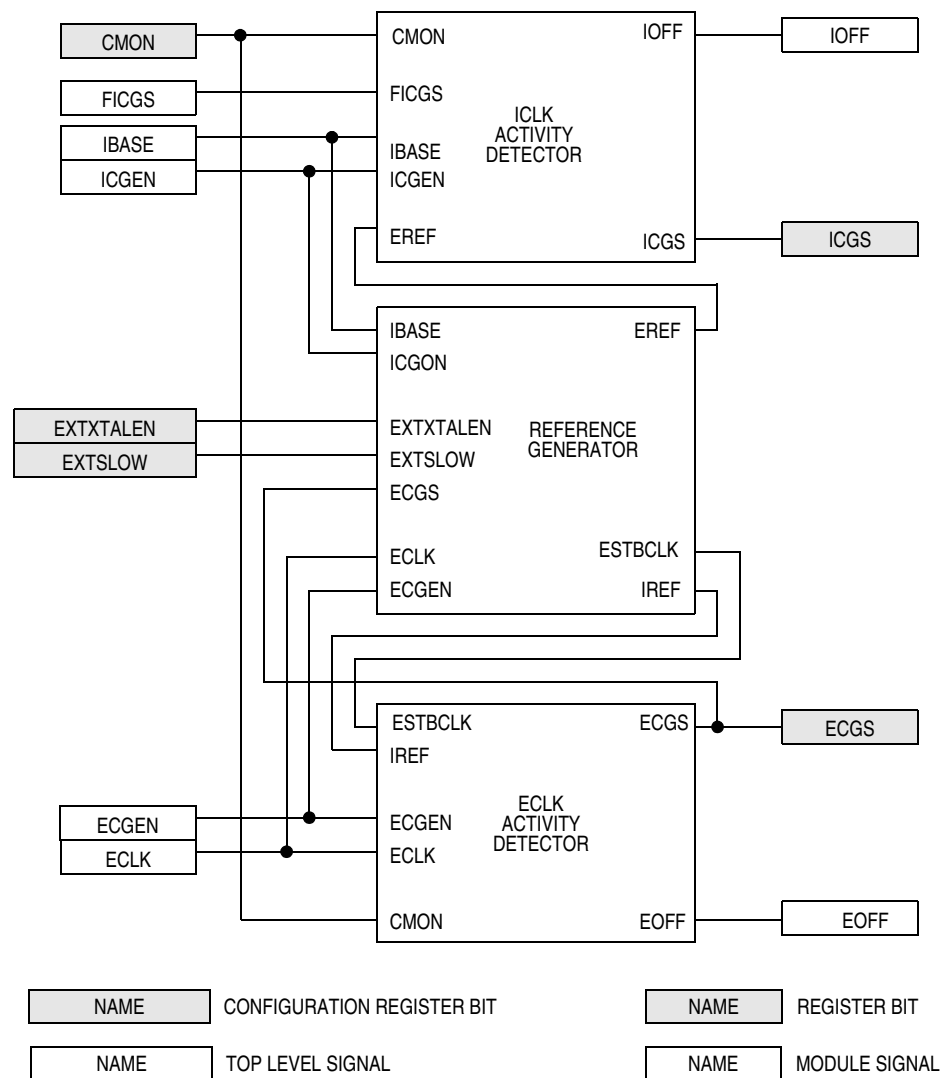 CMON
FICGS
IBASE
ICGEN
CMON
FICGS
IBASE
ICGEN
EREF
ICLK
ACTIVITY
DETECTOR
IOFF
ICGS
IOFF
ICGS
IBASE
ICGON
EREF
EXTXTALEN
EXTSLOW
EXTXTALEN
EXTSLOW
ECGS
ECLK
ECGEN
REFERENCE
GENERATOR
ESTBCLK
IREF
ESTBCLK
IREF
ECGS
ECGS
ECGEN
ECLK
ECGEN
ECLK
CMON
ECLK
ACTIVITY
DETECTOR
EOFF
EOFF
NAME CONFIGURATION REGISTER BIT
NAME REGISTER BIT
NAME TOP LEVEL SIGNAL
NAME MODULE SIGNAL